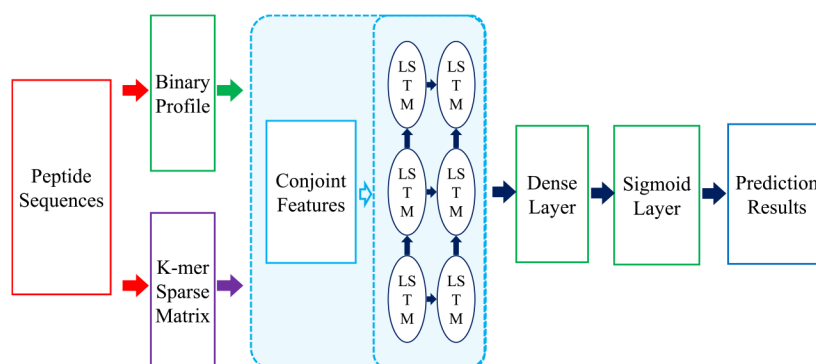 Peptide
Sequences
Binary
Profile
K-mer
Sparse
Matrix
Conjoint
Features
LS
T
M
LS
T
M
LS
T
M
LS
T
M
LS
T
M
LS
T
M
Dense
Layer
Sigmoid
Layer
Prediction
Results